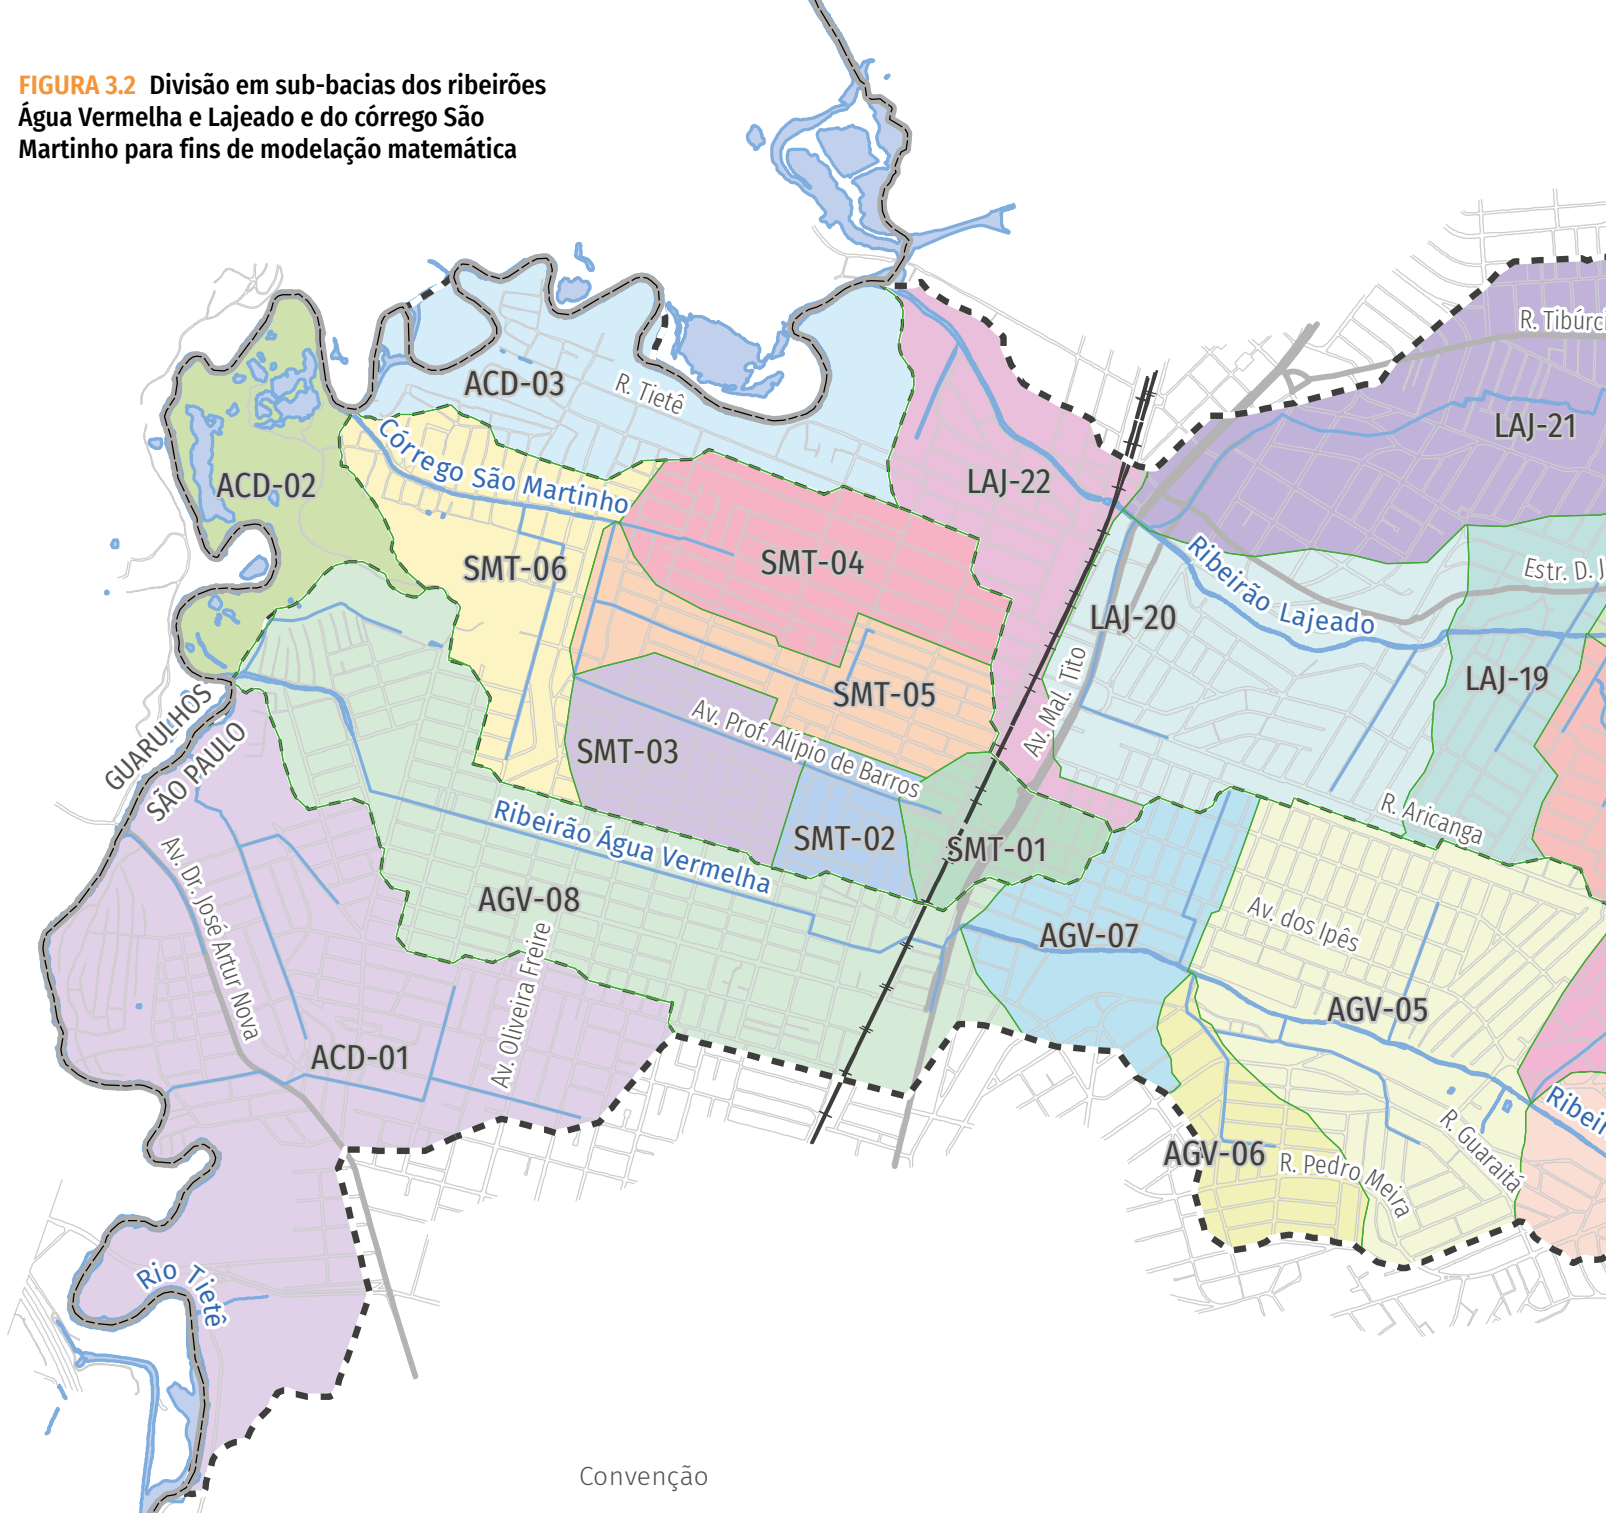 FIGURA 3.2 Divisão em sub-bacias dos ribeirões
Água Vermelha e Lajeado e do córrego São
Martinho para fins de modelação matemática
R. Tibúrci
ACD-03
R. Tietê
LAJ-21
Córrego São Martinho
ACD-02
LAJ-22
SMT-04
SMT-06
Ribeirão Lajeado
Estr. D. J
LAJ-20
LAJ-19
SMT-05
Av. Mal. Tito
GUARULHOS
SÃO PAULO
SMT-03
Av. Prof. Alípio de Barros
R. Aricanga
Ribeirão Água Vermelha
SMT-02
SMT-01
Av. Dr. José Artur Nova
AGV-08
Av. dos Ipês
AGV-07
Av. Oliveira Freire
AGV-05
ACD-01
Ribeir
R. Guaraitá
AGV-06
R. Pedro Meira
Rio Tietê
Convenção